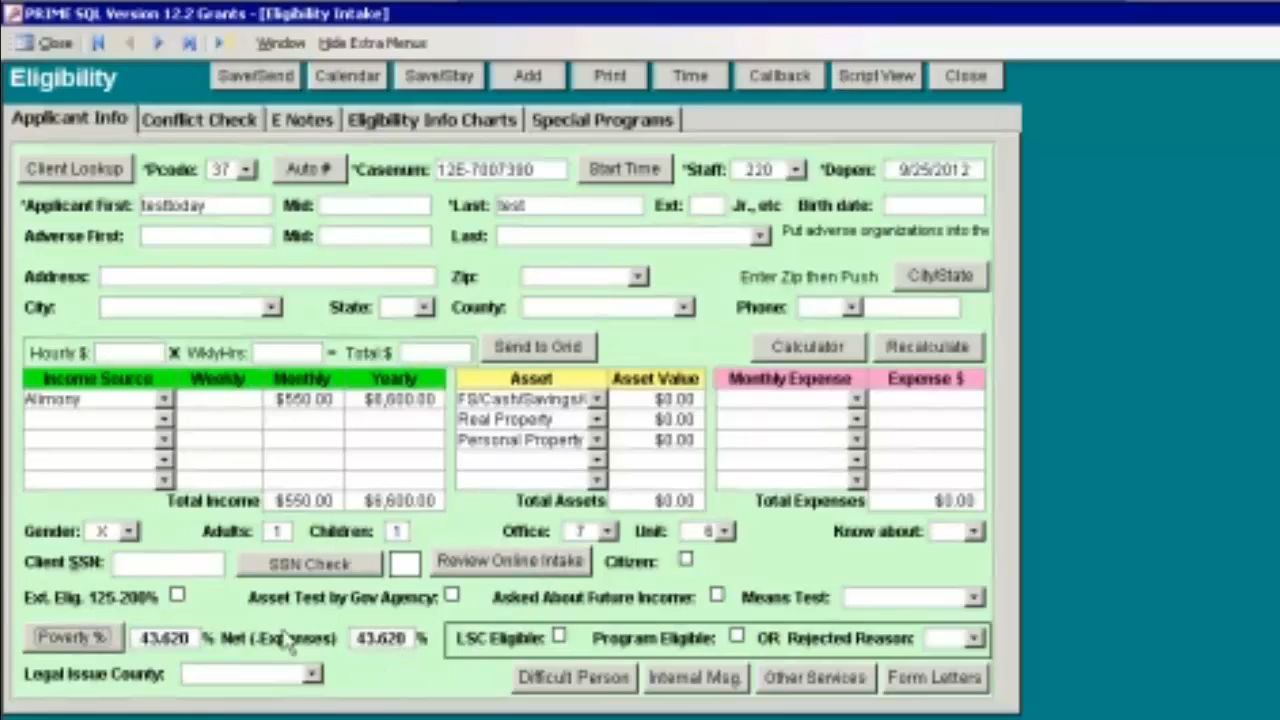 PRIME SQL Version 12.2 Grants - [Eligibility Intake]
Close Window Hide Extra Menus
Eligibility Save/Send Calendar Save/Stay Add Print Time Callback Script View Close
Applicant Info Conflict Check E Notes Eligibility Info Charts Special Programs
Client Lookup *Pcode: 37 Auto # *Casenum: 12E-7007390 Start Time *Staff: 220 *Dopen: 9/25/2012
*Applicant First: testtoday Mid: *Last: test Ext: Jr., etc Birth date:
Adverse First: Mid: Last: Put adverse organizations into the
Address: Zip: Enter Zip then Push City/State
City: State: County: Phone:
Hourly $: X WklyHrs: = Total $ Send to Grid Calculator Recalculate
Income Source Weekly Monthly Yearly Asset Asset Value Monthly Expense Expense $
Alimony $550.00 $6,600.00 FS/Cash/Savings/ $0.00
Real Property $0.00
Personal Property $0.00
Total Income $550.00 $6,600.00 Total Assets $0.00 Total Expenses $0.00
Gender: X Adults: 1 Children: 1 Office: 7 Unit: 6 Know about:
Client SSN: SSN Check Review Online Intake Citizen:
Ext. Elig. 125-200% Asset Test by Gov Agency: Asked About Future Income: Means Test:
Poverty % 43.620 % Net (-Expenses) 43.620 % LSC Eligible: Program Eligible: OR Rejected Reason:
Legal Issue County: Difficult Person Internal Msg. Other Services Form Letters